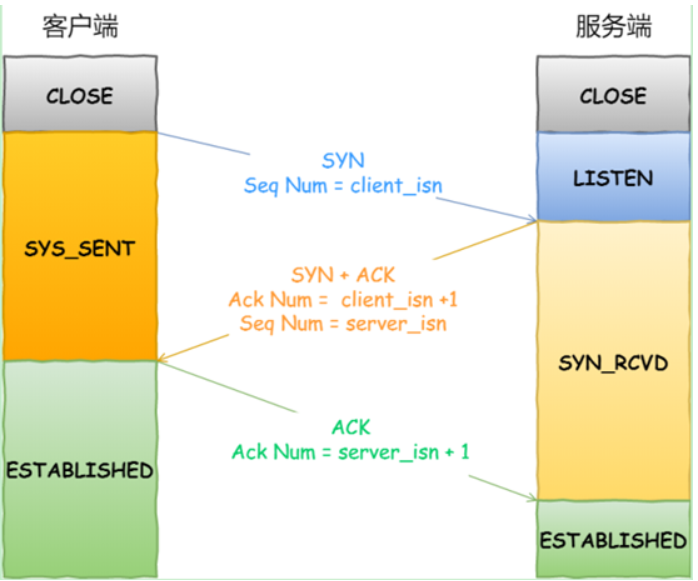 客户端
服务端
CLOSE
CLOSE
SYN
Seq Num = client_isn
LISTEN
SYS_SENT
SYN + ACK
Ack Num = client_isn +1
Seq Num = server_isn
SYN_RCVD
ACK
Ack Num = server_isn + 1
ESTABLISHED
ESTABLISHED